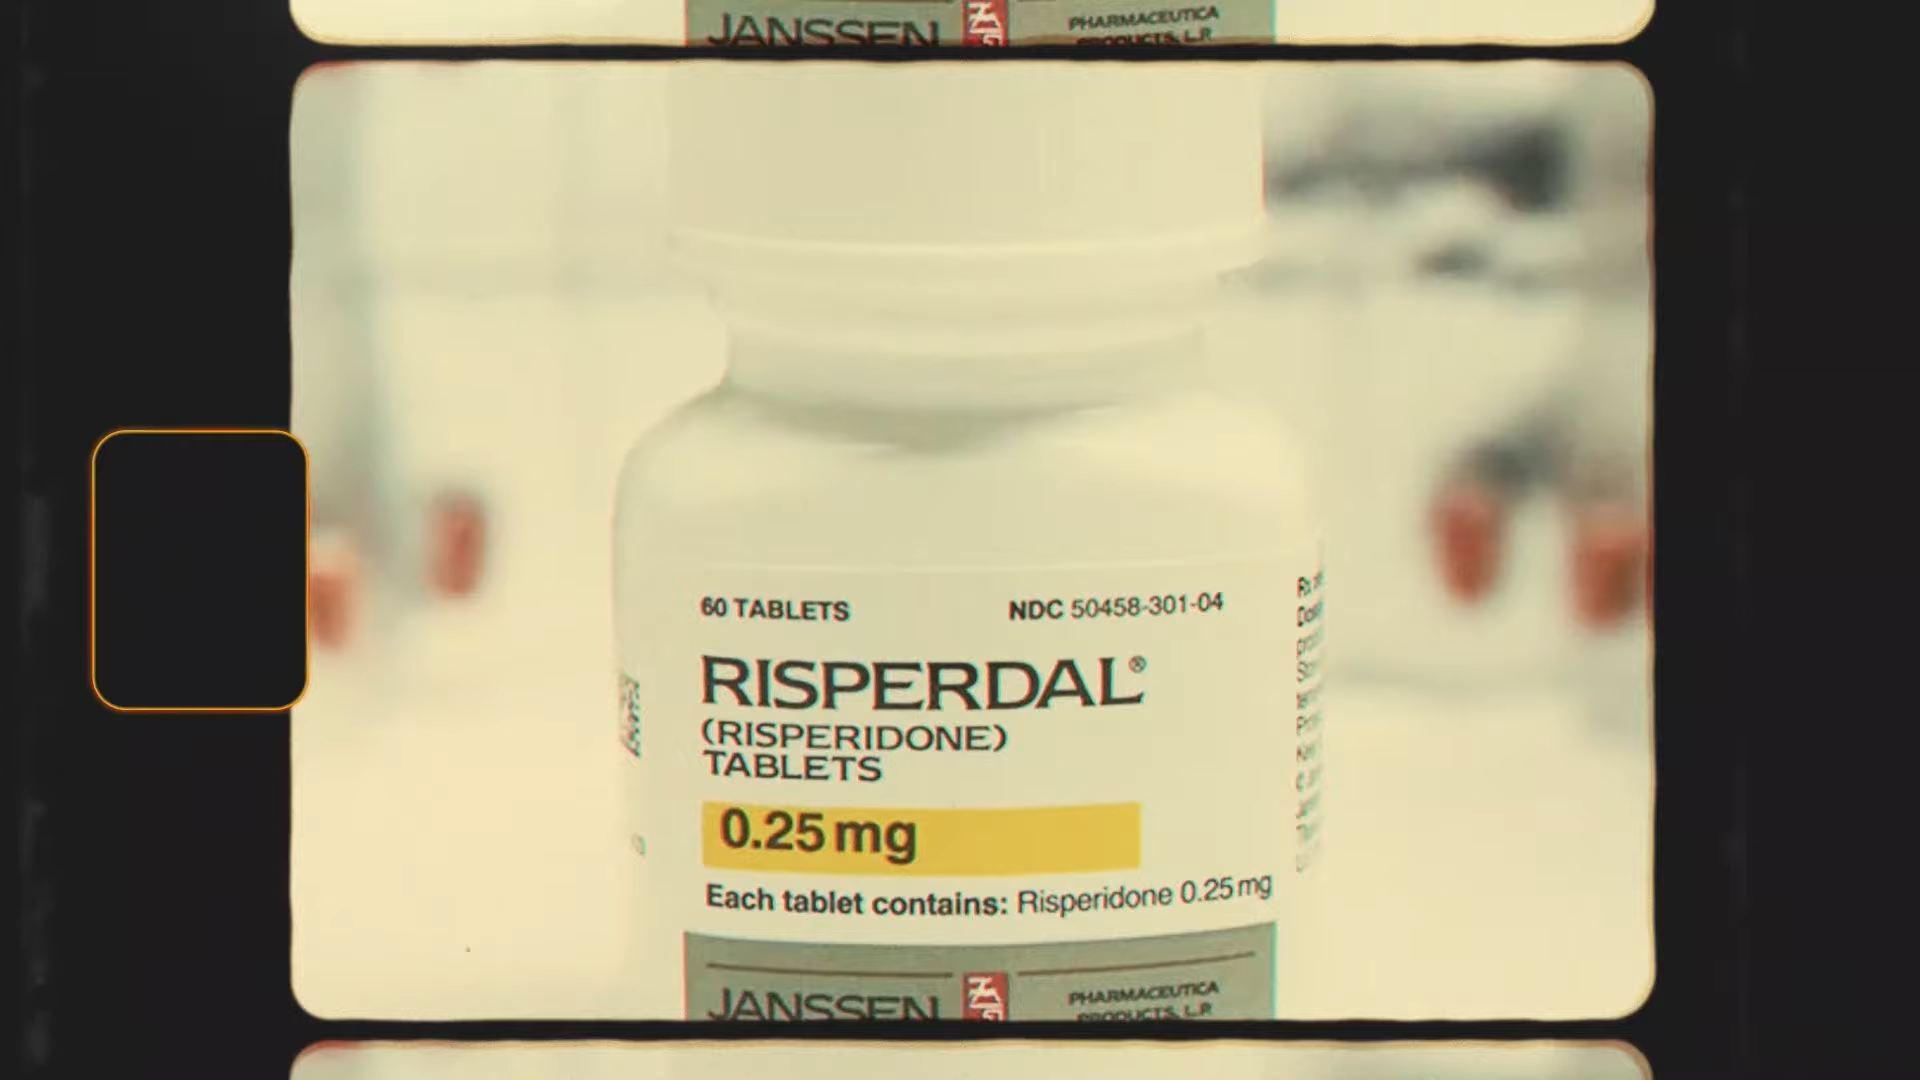 JANSSEN
PHARMACEUTICA
PRODUCTS, L.P.
60 TABLETS
NDC 50458-301-04
RISPERDAL®
(RISPERIDONE)
TABLETS
0.25 mg
Each tablet contains: Risperidone 0.25 mg
JANSSEN
PHARMACEUTICA
PRODUCTS, L.P.